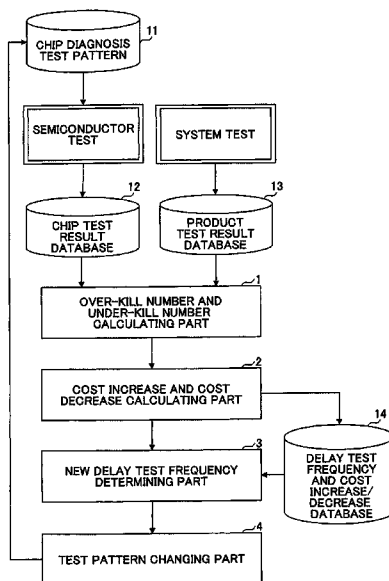 11
CHIP DIAGNOSIS
TEST PATTERN
SEMICONDUCTOR
TEST
SYSTEM TEST
12
CHIP TEST
RESULT
DATABASE
13
PRODUCT
TEST RESULT
DATABASE
1
OVER-KILL NUMBER AND
UNDER-KILL NUMBER
CALCULATING PART
2
COST INCREASE AND COST
DECREASE CALCULATING PART
14
DELAY TEST
FREQUENCY
AND COST
INCREASE/
DECREASE
DATABASE
3
NEW DELAY TEST FREQUENCY
DETERMINING PART
4
TEST PATTERN CHANGING PART